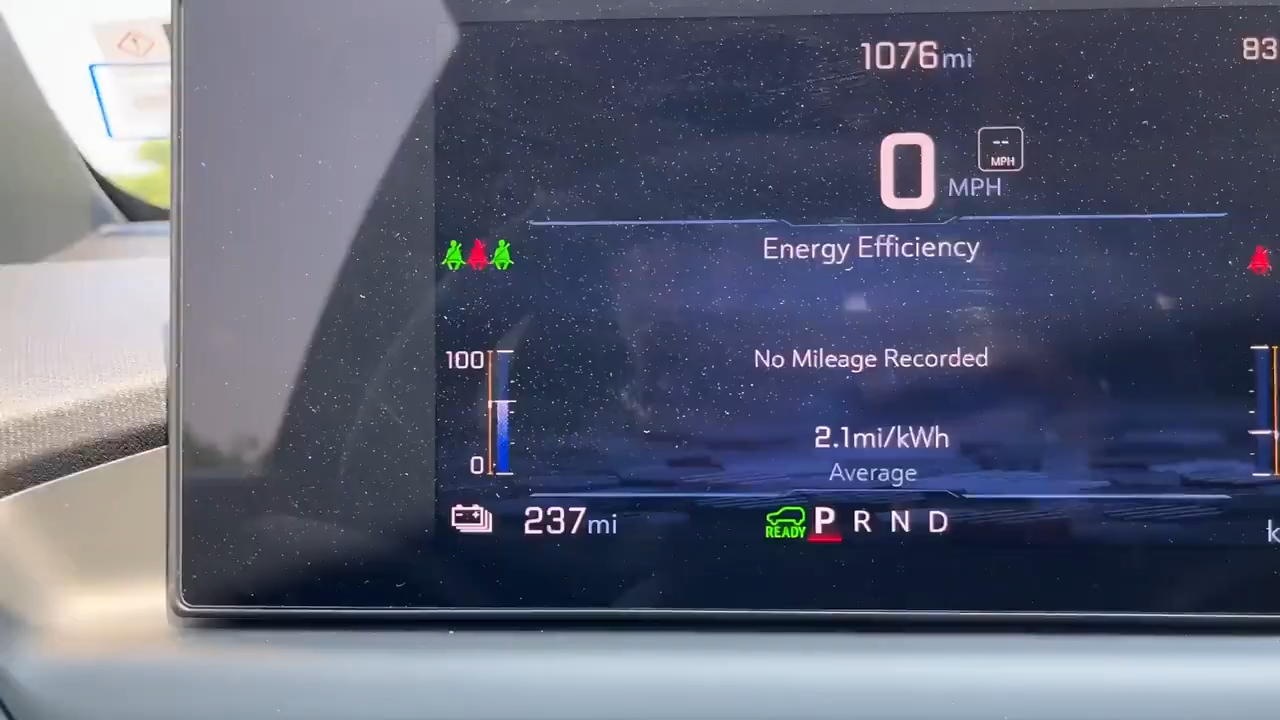 1076mi
83
0 MPH
-- MPH
Energy Efficiency
100
No Mileage Recorded
2.1mi/kWh
0
Average
237mi
READY P R N D
k